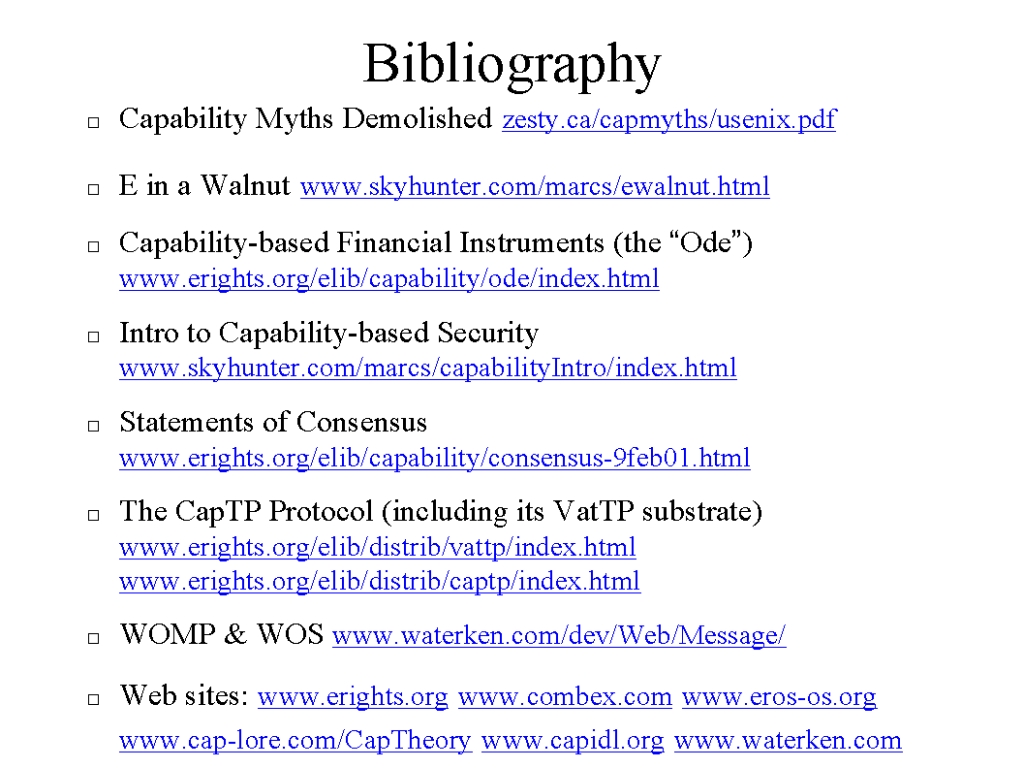 Bibliography
Capability Myths Demolished zesty.ca/capmyths/usenix.pdf
E in a Walnut www.skyhunter.com/marcs/ewalnut.html
Capability-based Financial Instruments (the “Ode”)
www.erights.org/elib/capability/ode/index.html
Intro to Capability-based Security
www.skyhunter.com/marcs/capabilityIntro/index.html
Statements of Consensus
www.erights.org/elib/capability/consensus-9feb01.html
The CapTP Protocol (including its VatTP substrate)
www.erights.org/elib/distrib/vattp/index.html
www.erights.org/elib/distrib/captp/index.html
WOMP & WOS www.waterken.com/dev/Web/Message/
Web sites: www.erights.org www.combex.com www.eros-os.org
www.cap-lore.com/CapTheory www.capidl.org www.waterken.com